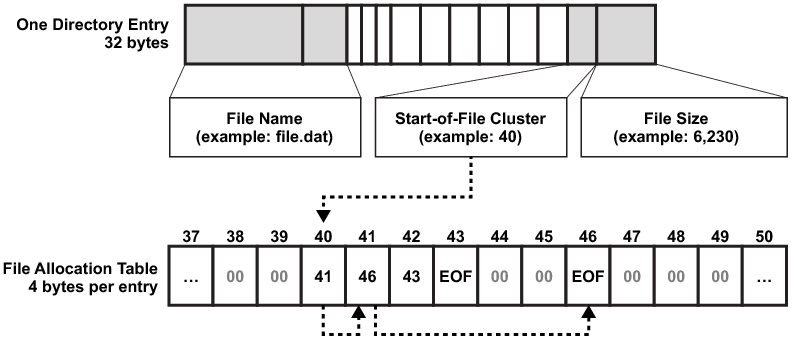 One Directory Entry
32 bytes
File Name
(example: file.dat)
Start-of-File Cluster
(example: 40)
File Size
(example: 6,230)
37 38 39 40 41 42 43 44 45 46 47 48 49 50
File Allocation Table
4 bytes per entry
... 00 00 41 46 43 EOF 00 00 EOF 00 00 00 ...